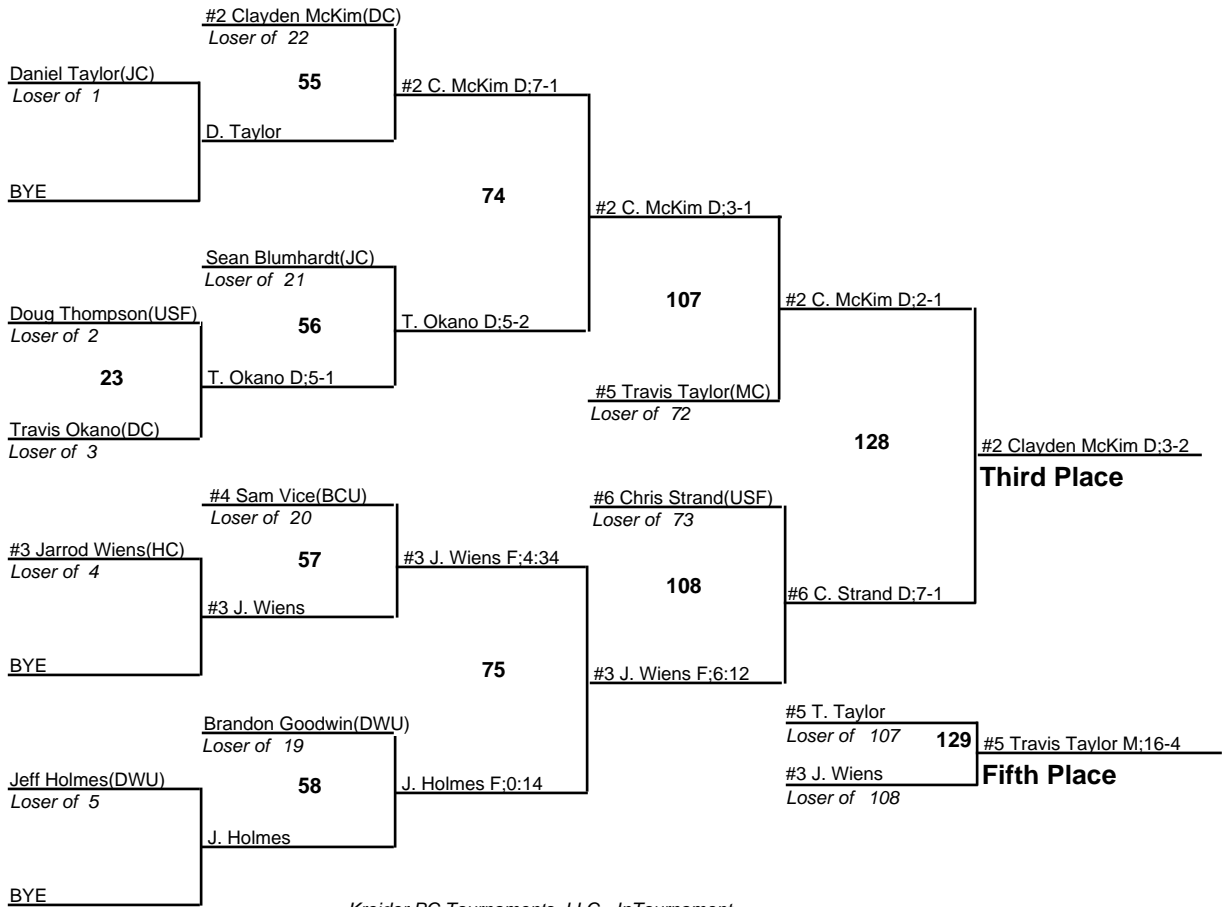 #2 Clayden McKim(DC)
Loser of 22
Daniel Taylor(JC)
Loser of 1
55
#2 C. McKim D;7-1
D. Taylor
BYE
74
#2 C. McKim D;3-1
Sean Blumhardt(JC)
Loser of 21
Doug Thompson(USF)
Loser of 2
56
T. Okano D;5-2
107
#2 C. McKim D;2-1
23
T. Okano D;5-1
#5 Travis Taylor(MC)
Loser of 72
Travis Okano(DC)
Loser of 3
128
#2 Clayden McKim D;3-2
Third Place
#4 Sam Vice(BCU)
Loser of 20
#6 Chris Strand(USF)
Loser of 73
#3 Jarrod Wiens(HC)
Loser of 4
57
#3 J. Wiens F;4:34
108
#6 C. Strand D;7-1
#3 J. Wiens
BYE
75
#3 J. Wiens F;6:12
Brandon Goodwin(DWU)
Loser of 19
#5 T. Taylor
Loser of 107
129
#5 Travis Taylor M;16-4
Fifth Place
Jeff Holmes(DWU)
Loser of 5
58
J. Holmes F;0:14
#3 J. Wiens
Loser of 108
J. Holmes
BYE